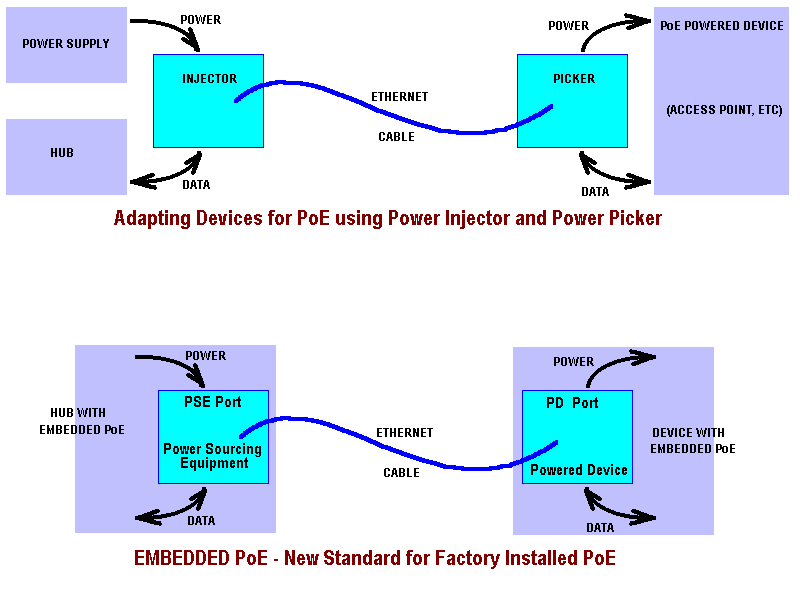 POWER
POWER SUPPLY
INJECTOR
ETHERNET
CABLE
HUB
DATA
POWER
PoE POWERED DEVICE
PICKER
(ACCESS POINT, ETC)
DATA
Adapting Devices for PoE using Power Injector and Power Picker
POWER
PSE Port
HUB WITH
EMBEDDED PoE
Power Sourcing
Equipment
DATA
ETHERNET
CABLE
POWER
PD Port
DEVICE WITH
EMBEDDED PoE
Powered Device
DATA
EMBEDDED PoE - New Standard for Factory Installed PoE